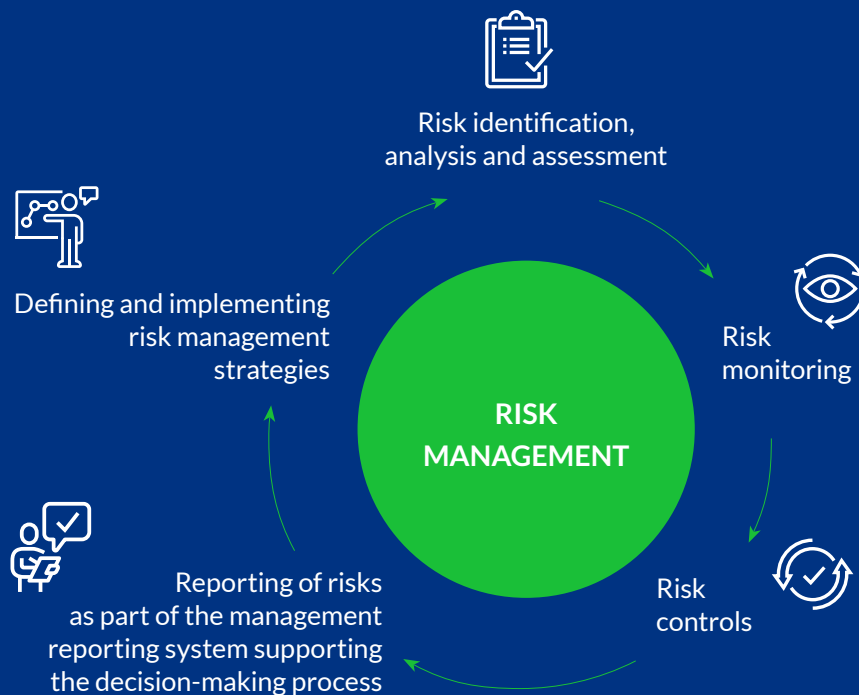 Risk identification,
analysis and assessment
Risk
monitoring
Risk
controls
Reporting of risks
as part of the management
reporting system supporting
the decision-making process
Defining and implementing
risk management
strategies
RISK
MANAGEMENT